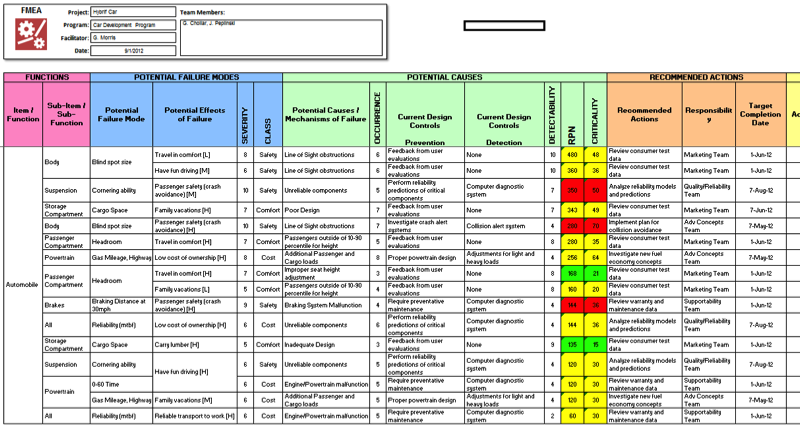 FMEA
Project: Car
Team Members:
G. Chollar, J. Peplinski
Program: Car Development Program
Facilitator: G. Morris
Date: 9/1/2012
FUNCTIONS POTENTIAL FAILURE MODES POTENTIAL CAUSES RECOMMENDED ACTIONS
Item / Function Sub-Item / Sub-Function Potential Failure Mode Potential Effects of Failure SEVERITY CLASS Potential Causes / Mechanisms of Failure OCCURRENCE Current Design Controls Prevention Current Design Controls Detection DETECTABILITY RPN CRITICALITY Recommended Actions Responsibility Target Completion Date
Automobile
Body Blind spot size Travel in comfort [L] 8 Safety Line of Sight obstructions 6 Feedback from user evaluations None 10 480 48 Review consumer test data Marketing Team 1-Jun-12
Have fun driving [M] 6 Safety Line of Sight obstructions 6 Feedback from user evaluations None 10 360 36 Review consumer test data Marketing Team 1-Jun-12
Suspension Cornering ability Passenger safety (crash avoidance) [M] 10 Safety Unreliable components 5 Perform reliability predictions of critical components Computer diagnostic system 7 350 50 Analyze reliability models and predictions Quality/Reliability Team 7-Aug-12
Storage Compartment Cargo Space Family vacations [H] 7 Comfort Poor Design 7 Feedback from user evaluations None 7 343 49 Review consumer test data Marketing Team 7-Jun-12
Body Blind spot size Passenger safety (crash avoidance) [H] 10 Safety Line of Sight obstructions 7 Investigate crash alert systems Collision alert system 4 280 70 Implement plan for collision avoidance Adv Concepts Team 7-May-12
Passenger Compartment Headroom Travel in comfort [H] 7 Comfort Passengers outside of 10-90 percentile for height 5 Feedback from user evaluations None 8 280 35 Review consumer test data Marketing Team 1-Jun-12
Powertrain Gas Mileage, Highway Low cost of ownership [H] 8 Cost Additional Passenger and Cargo loads 8 Proper powertrain design Adjustments for light and heavy loads 4 256 64 Investigate new fuel economy concepts Adv Concepts Team 7-May-12
Passenger Compartment Headroom Travel in comfort [H] 7 Comfort Improper seat height adjustment 3 Feedback from user evaluations None 8 168 21 Review consumer test data Marketing Team 1-Jun-12
Family vacations [H] 5 Comfort Passengers outside of 10-90 percentile for height 4 Feedback from user evaluations None 8 160 20 Review consumer test data Marketing Team 1-Jun-12
Brakes Braking Distance at 30mph Passenger safety (crash avoidance) [H] 9 Safety Braking System Malfunction 4 Require preventative maintenance Computer diagnostic system 4 144 36 Review warranty and maintenance data Supportability Team 1-Jun-12
All Reliability (mtbf) Low cost of ownership [H] 6 Cost Unreliable components 6 Perform reliability predictions of critical components Computer diagnostic system 4 144 36 Analyze reliability models and predictions Quality/Reliability Team 7-Aug-12
Storage Compartment Cargo Space Carry lumber [H] 5 Comfort Inadequate Design 3 Feedback from user evaluations None 9 135 15 Review consumer test data Marketing Team 1-Jun-12
Suspension Cornering ability Have fun driving [H] 6 Safety Unreliable components 5 Perform reliability predictions of critical components Computer diagnostic system 4 120 30 Analyze reliability models and predictions Quality/Reliability Team 7-Aug-12
Powertrain 0-60 Time 6 Cost Engine/Powertrain malfunction 5 Require preventative maintenance Computer diagnostic system 4 120 30 Review warranty and maintenance data Supportability Team 1-Jun-12
Gas Mileage, Highway Family vacations [M] 6 Cost Additional Passenger and Cargo loads 5 Proper powertrain design Adjustments for light and heavy loads 4 120 30 Investigate new fuel economy concepts Adv Concepts Team 7-May-12
All Reliability (mtbf) Reliable transport to work [H] 6 Cost Engine/Powertrain malfunction 5 Require preventative maintenance Computer diagnostic system 2 60 30 Review warranty and maintenance data Supportability Team 1-Jun-12